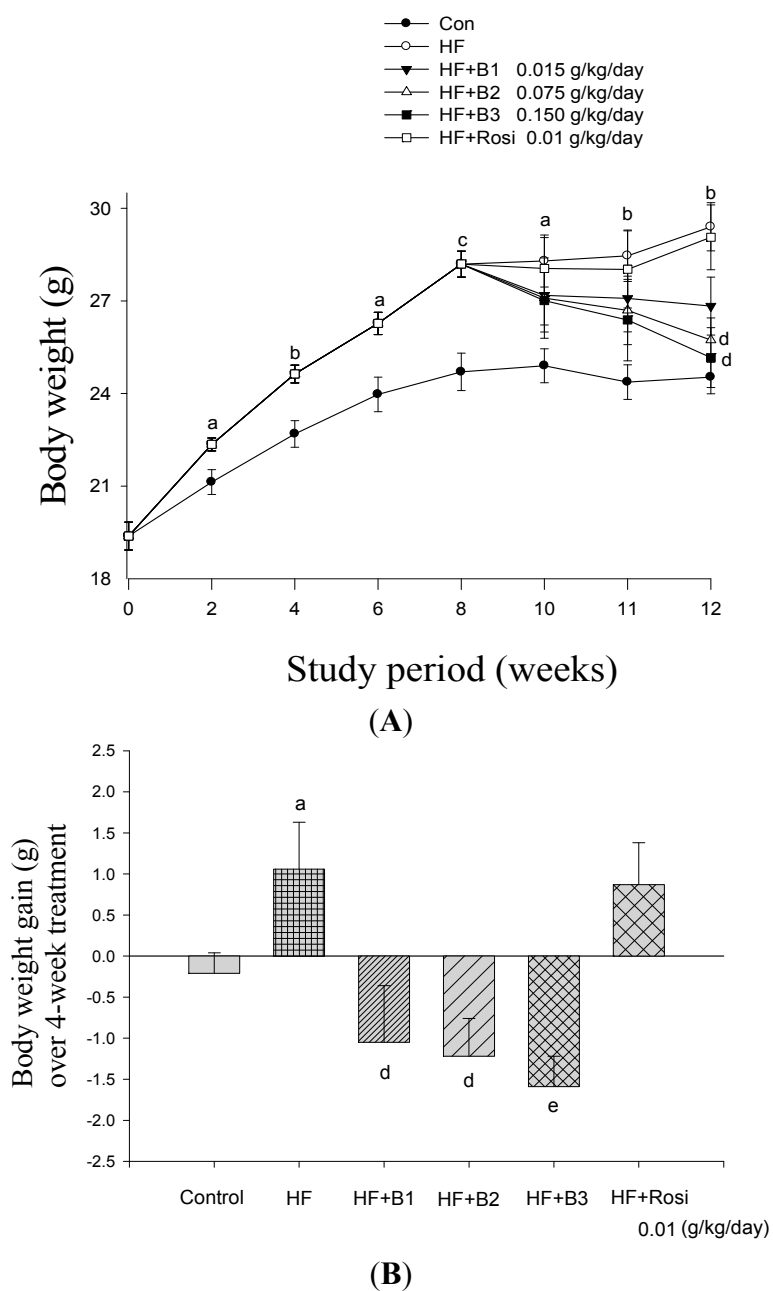 Con
HF
HF+B1 0.015 g/kg/day
HF+B2 0.075 g/kg/day
HF+B3 0.150 g/kg/day
HF+Rosi 0.01 g/kg/day
Body weight (g)
30
27
24
21
18
a
b
a
c
a
b
b
d
d
0 2 4 6 8 10 11 12
Study period (weeks)
(A)
Body weight gain (g)
over 4-week treatment
2.5
2.0
1.5
1.0
0.5
0.0
-0.5
-1.0
-1.5
-2.0
-2.5
a
d
d
e
Control HF HF+B1 HF+B2 HF+B3 HF+Rosi
0.01 (g/kg/day)
(B)